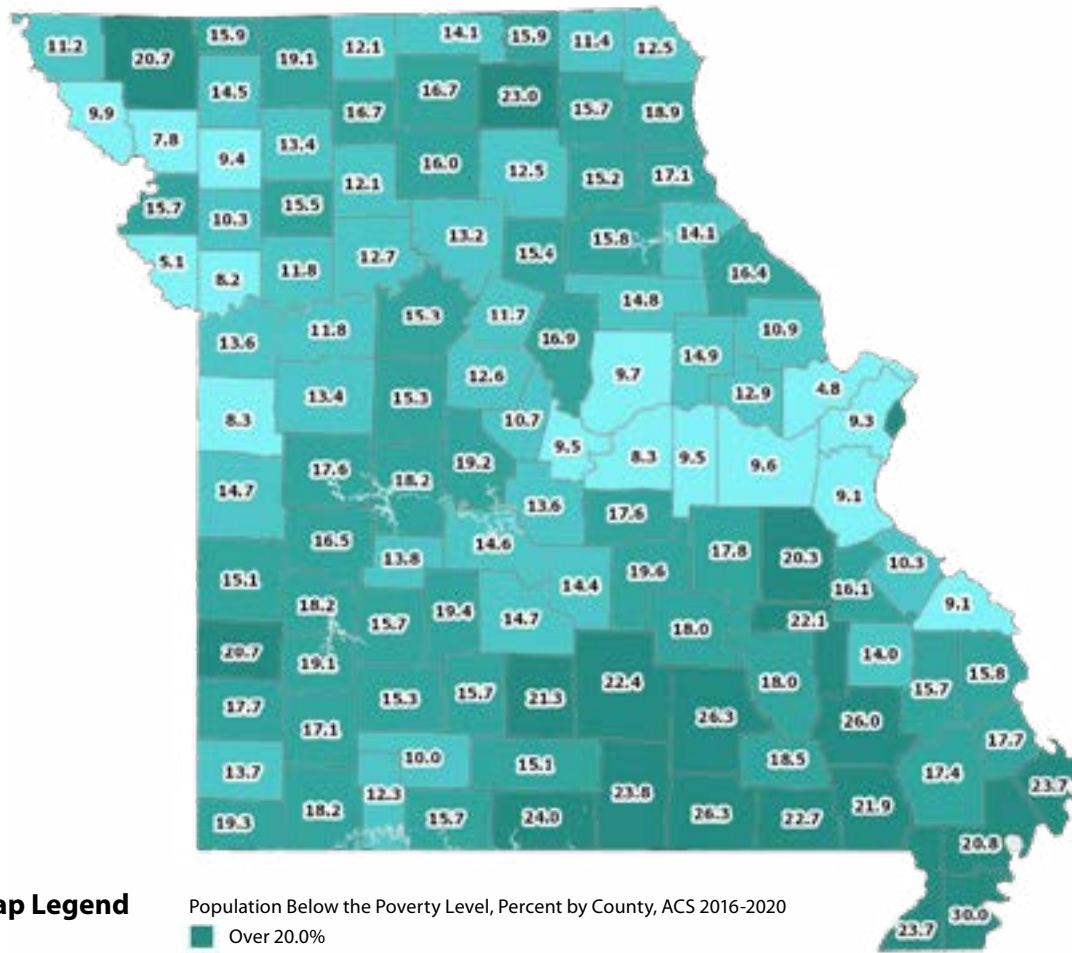 11.2 20.7 15.9 19.1 12.1 14.1 15.9 11.4 12.5
9.9 14.5 16.7 16.7 23.0 15.7 18.9
7.8 9.4 13.4 12.1 16.0 12.5 15.2 17.1
15.7 10.3 15.5 13.2 15.4 15.8 14.1
5.1 8.2 11.8 12.7 16.4
13.6 11.8 15.3 11.7 16.9 14.8 10.9
8.3 13.4 15.3 12.6 9.7 14.9 12.9 4.8
10.7 9.5 8.3 9.5 9.6 9.3
14.7 17.6 18.2 19.2 13.6 17.6 9.1
15.1 16.5 13.8 14.6 14.4 19.6 17.8 20.3 10.3
18.2 15.7 19.4 14.7 18.0 22.1 16.1 9.1
20.7 19.1 14.0
17.7 15.3 15.7 21.3 22.4 26.3 18.0 26.0 15.7 15.8
17.1 17.7
13.7 10.0 15.1 18.5 17.4 23.7
19.3 18.2 12.3 15.7 24.0 23.8 26.3 22.7 21.9
20.8
23.7 30.0
ap Legend
Population Below the Poverty Level, Percent by County, ACS 2016-2020
Over 20.0%